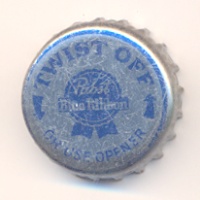 TWIST OFF
Pabst
Blue Ribbon
OR USE OPENER